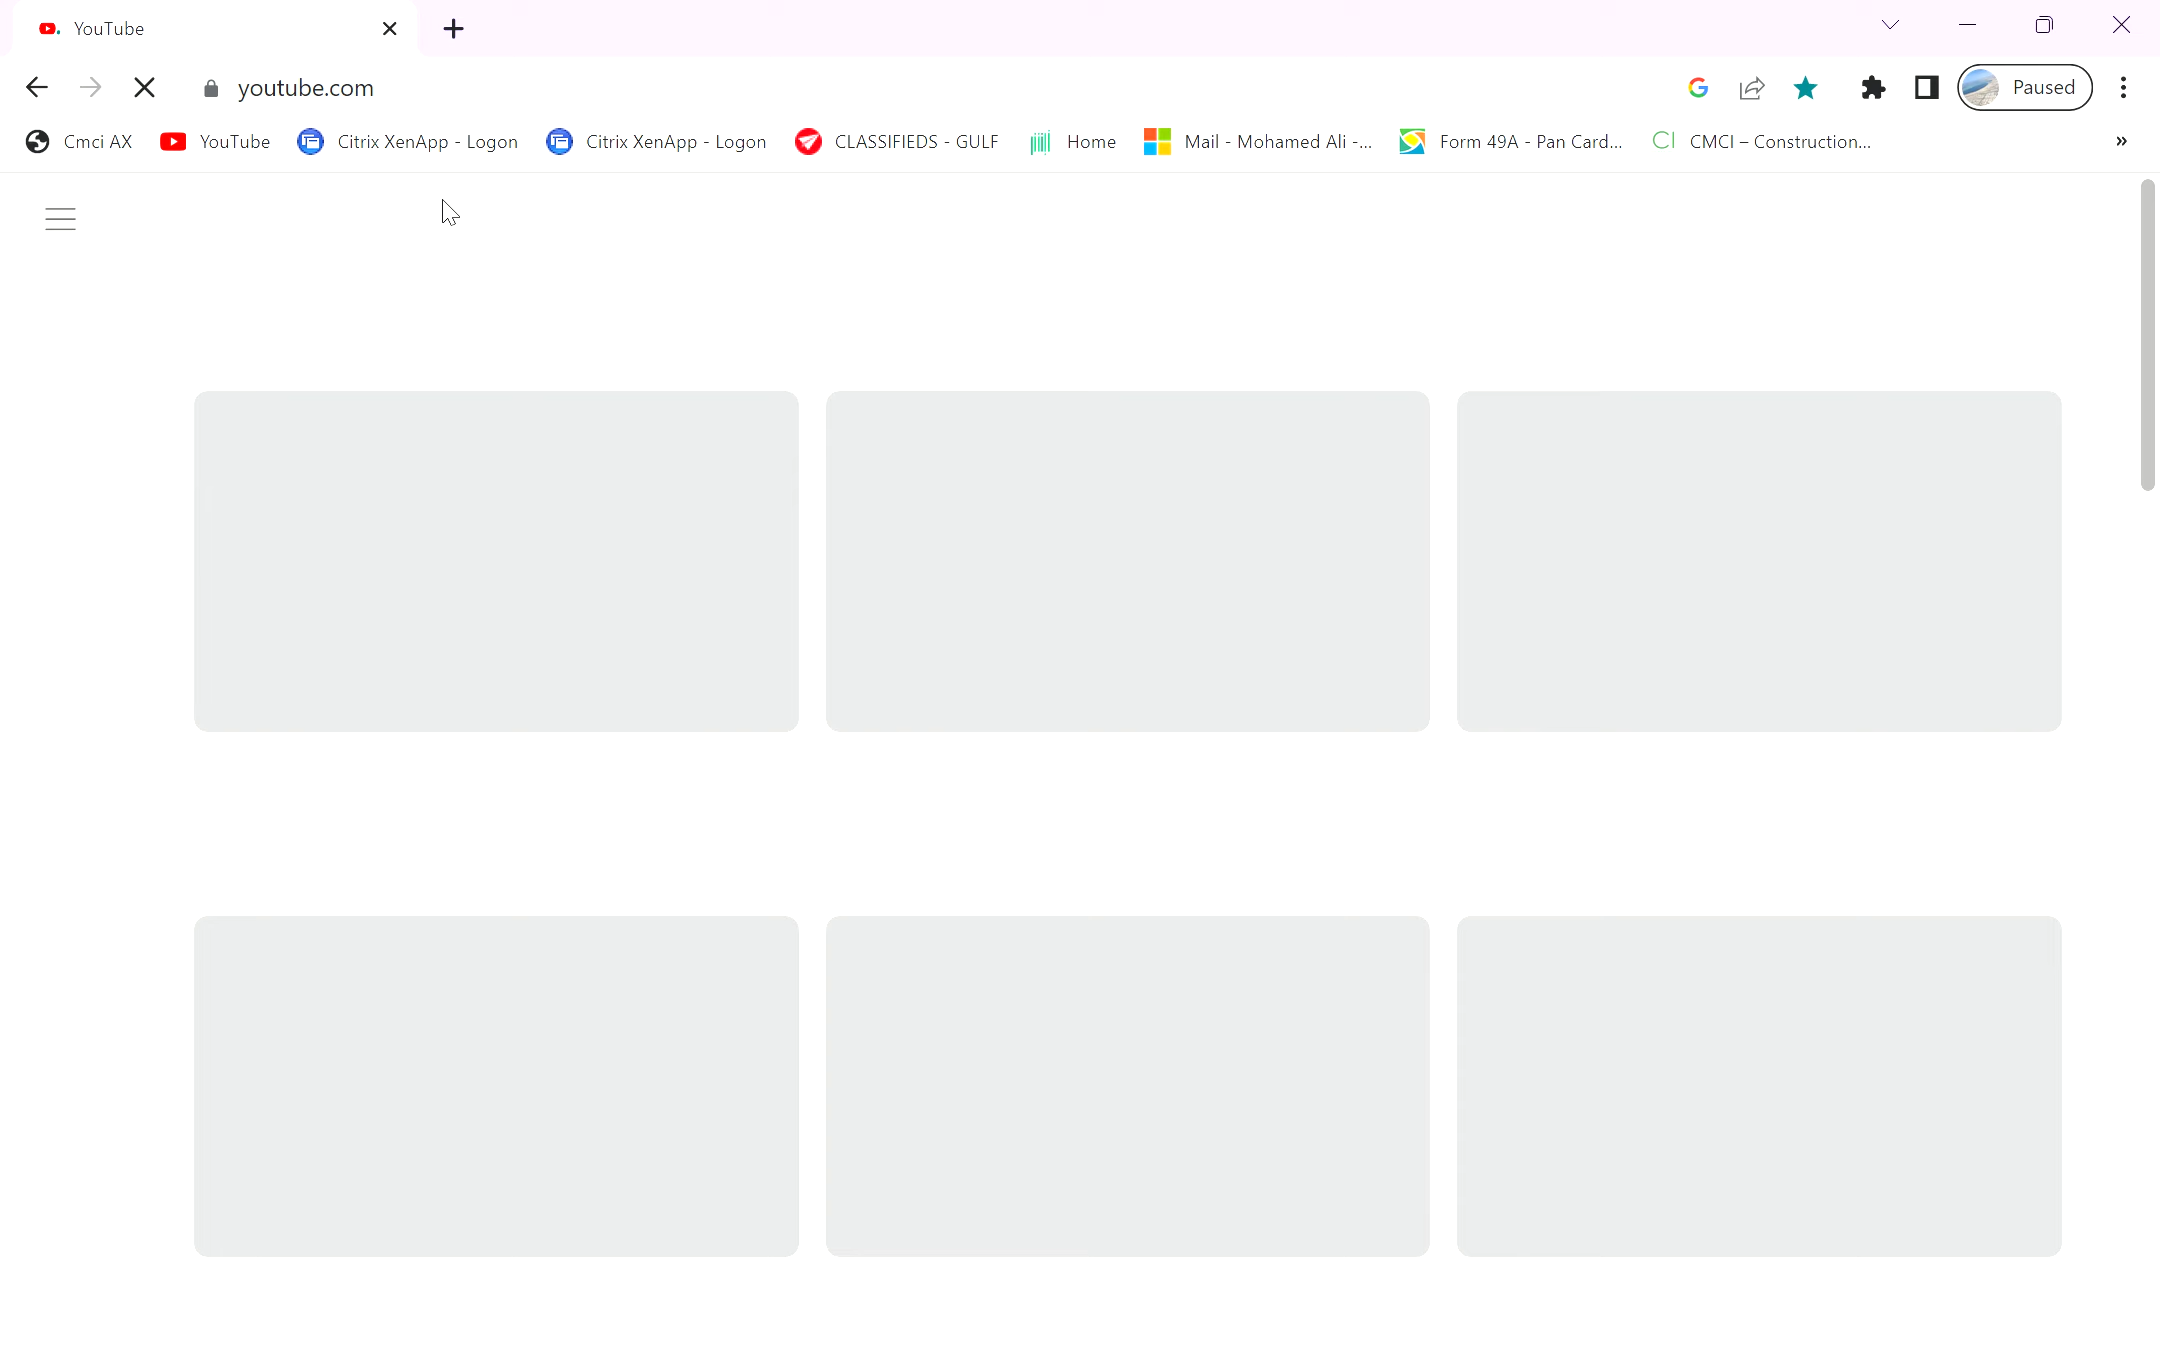 YouTube
youtube.com
Paused
Cmci AX YouTube Citrix XenApp - Logon Citrix XenApp - Logon CLASSIFIEDS - GULF Home Mail - Mohamed Ali -... Form 49A - Pan Card... CI CMCI – Construction... »